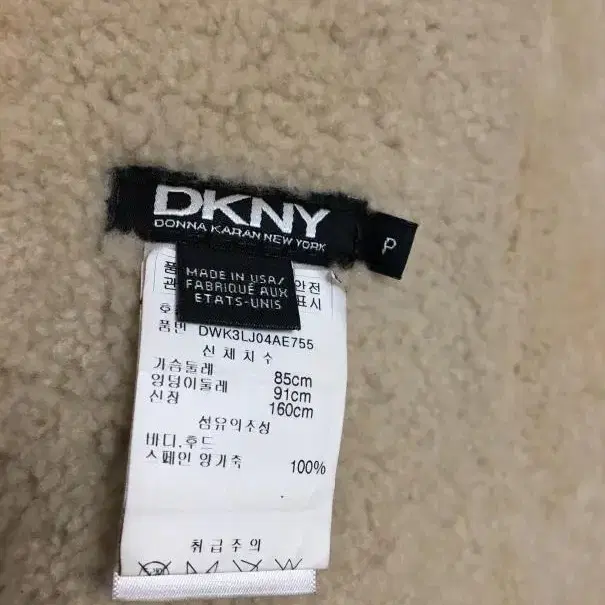 DKNY
DONNA KARAN NEW YORK
P
MADE IN USA/
FABRIQUÉ AUX
ETATS-UNIS
품
안전
표시
품번 DWK3LJ04AE755
신체치수
가슴둘레 85cm
엉덩이둘레 91cm
신장 160cm
섬유의조성
바디,후드
스페인 양가죽 100%
취급주의